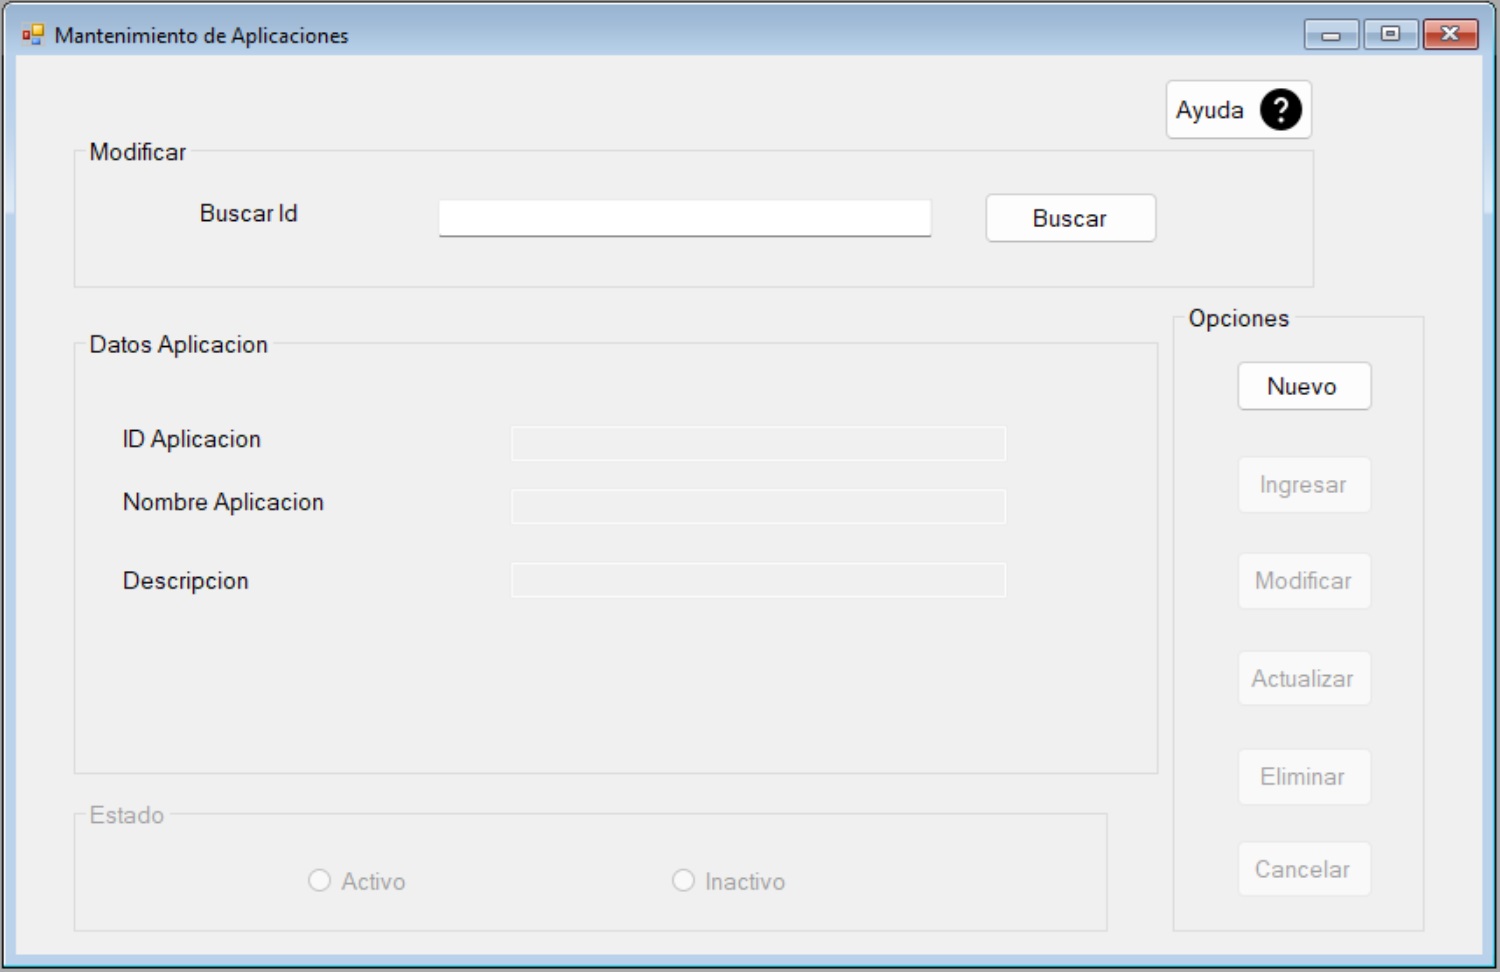 Mantenimiento de Aplicaciones
Ayuda ?
Modificar
Buscar Id
Buscar
Datos Aplicacion
ID Aplicacion
Nombre Aplicacion
Descripcion
Opciones
Nuevo
Ingresar
Modificar
Actualizar
Eliminar
Cancelar
Estado
Activo
Inactivo